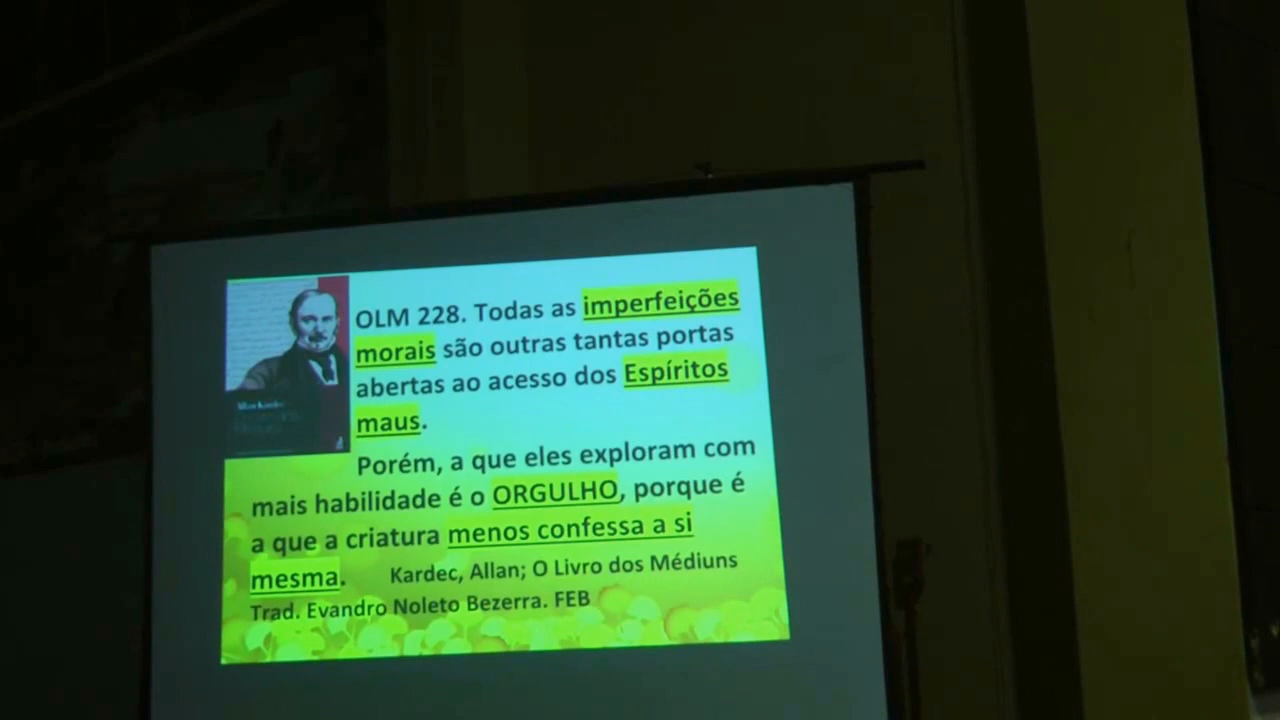 OLM 228. Todas as imperfeições
morais são outras tantas portas
abertas ao acesso dos Espíritos
maus.
Porém, a que eles exploram com
mais habilidade é o ORGULHO, porque é
a que a criatura menos confessa a si
mesma. Kardec, Allan; O Livro dos Médiuns
Trad. Evandro Noleto Bezerra. FEB
Allan Kardec